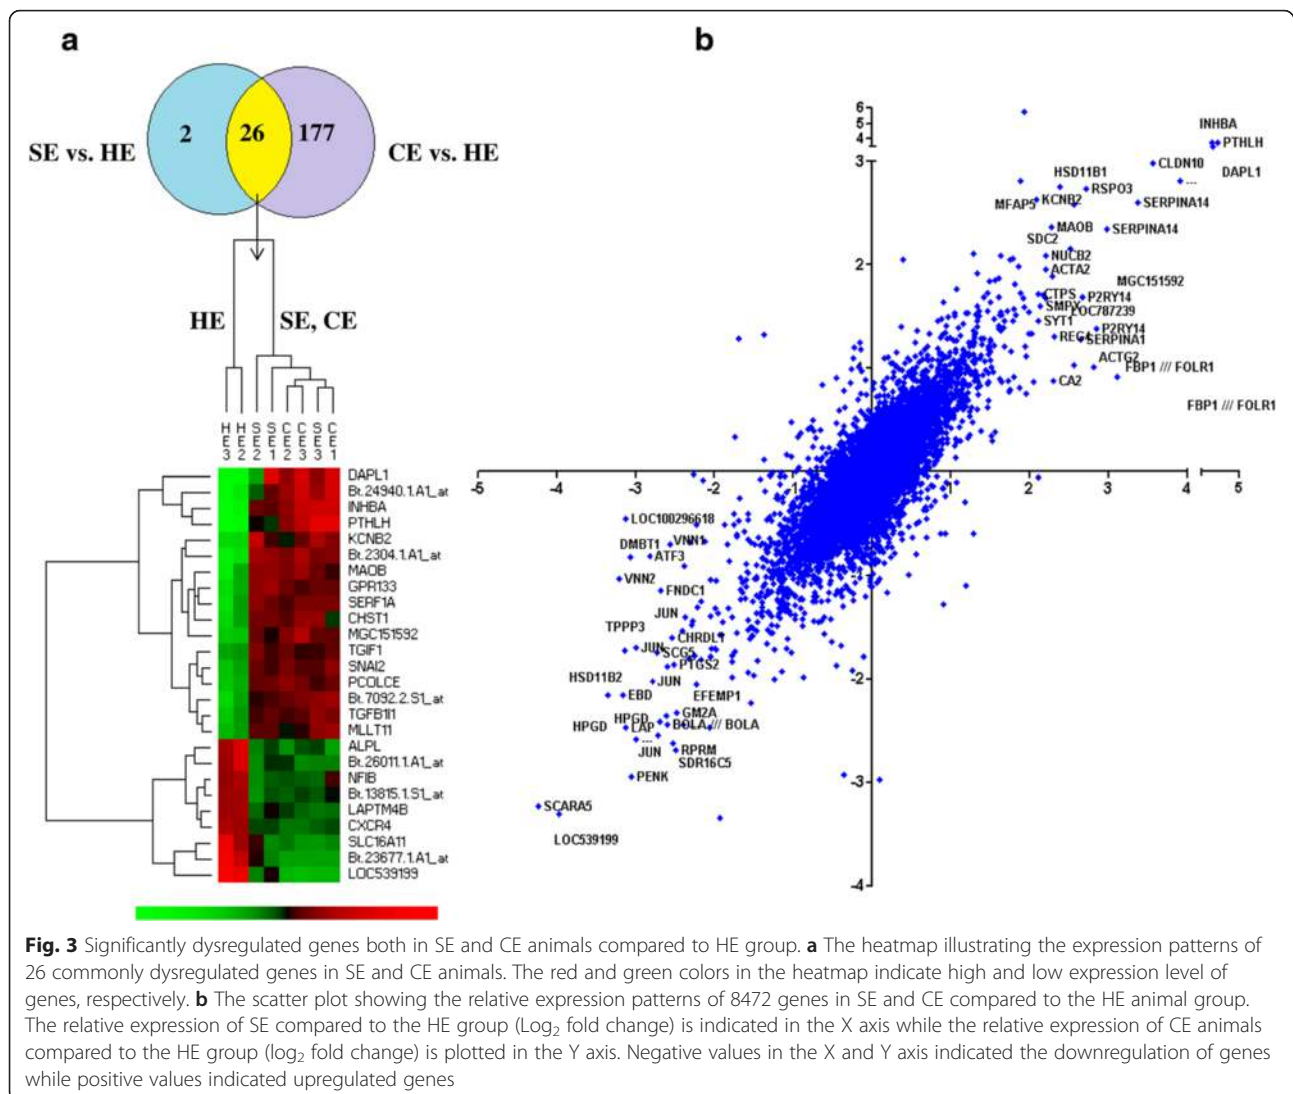 a
b
2
26
177
SE vs. HE
CE vs. HE
HE
SE, CE
HE3
HE2
SE2
SE1
CE2
CE3
SE3
CE1
DAPL1
Bt.24940.1.A1_at
INHBA
PTHLH
KCNB2
Bt.2304.1.A1_at
MAOB
GPR133
SERF1A
CHST1
MGC151592
TGIF1
SNAI2
PCOLCE
Bt.7092.2.S1_at
TGFB1I1
MLLT11
ALPL
Bt.26011.1.A1_at
NFIB
Bt.13815.1.S1_at
LAPTM4B
CXCR4
SLC16A11
Bt.23677.1.A1_at
LOC539199
6
5
4
3
2
-2
-3
-4
-5
-4
-3
-2
-1
1
2
3
4
5
INHBA
PTHLH
DAPL1
CLDN10
---
HSD11B1
RSPO3
MFAP5
KCNB2
SERPINA14
MAOB
SERPINA14
SDC2
NUCB2
ACTA2
MGC151592
CTPS
P2RY14
SMPX
LOC787239
SYT1
P2RY14
REG4
SERPINA1
ACTG2
FBP1 /// FOLR1
CA2
FBP1 /// FOLR1
LOC100296618
DMBT1
VNN1
ATF3
VNN2
FNDC1
JUN
TPPP3
CHRDL1
JUN
SCG5
PTGS2
HSD11B2
JUN
EBD
EFEMP1
GM2A
HPGD
HPGD
LAP
BOLA /// BOLA
---
JUN
RPRM
SDR16C5
PENK
SCARA5
LOC539199
Fig. 3 Significantly dysregulated genes both in SE and CE animals compared to HE group. a The heatmap illustrating the expression patterns of
26 commonly dysregulated genes in SE and CE animals. The red and green colors in the heatmap indicate high and low expression level of
genes, respectively. b The scatter plot showing the relative expression patterns of 8472 genes in SE and CE compared to the HE animal group.
The relative expression of SE compared to the HE group (Log2 fold change) is indicated in the X axis while the relative expression of CE animals
compared to the HE group (log2 fold change) is plotted in the Y axis. Negative values in the X and Y axis indicated the downregulation of genes
while positive values indicated upregulated genes